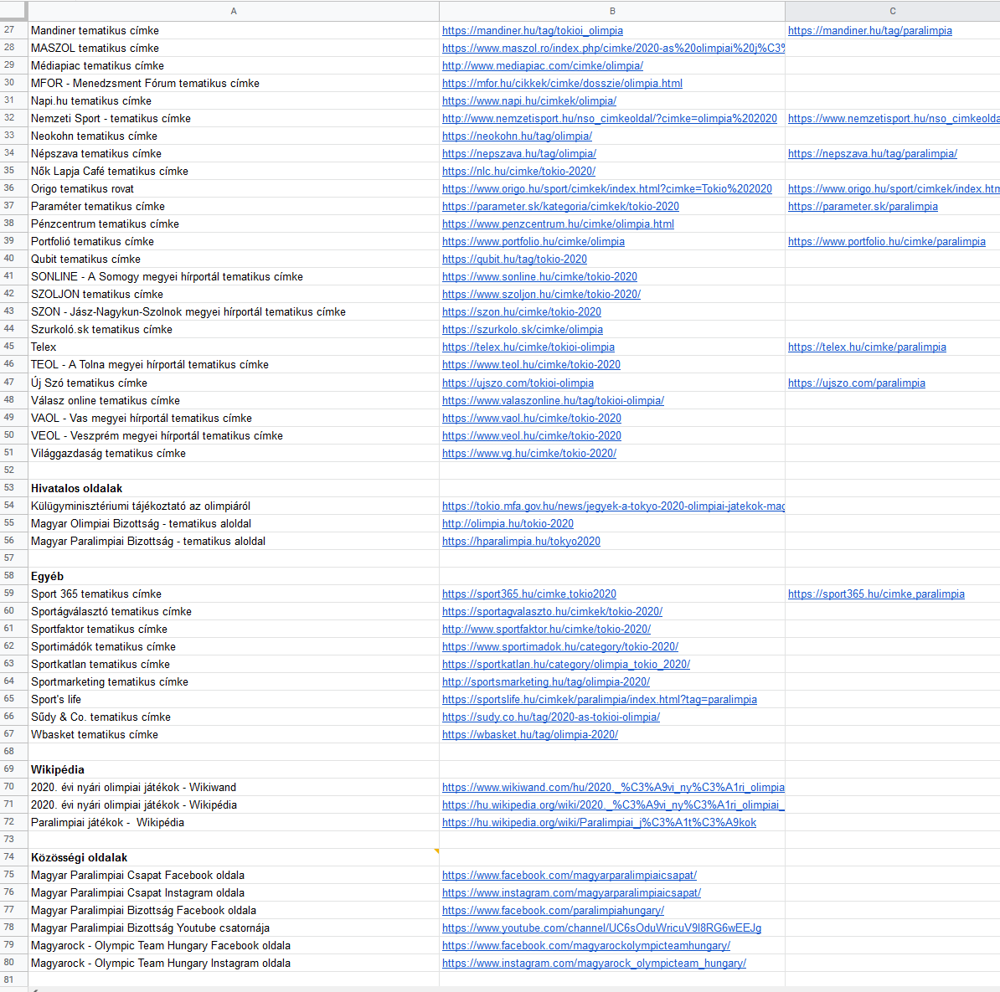 A B C
27 Mandiner tematikus címke https://mandiner.hu/tag/tokioi_olimpia https://mandiner.hu/tag/paralimpia
28 MASZOL tematikus címke https://www.maszol.ro/index.php/cimke/2020-as%20olimpiai%20j%C3%
29 Médiapiac tematikus címke http://www.mediapiac.com/cimke/olimpia/
30 MFOR - Menedzsment Fórum tematikus címke https://mfor.hu/cikkek/cimke/dosszie/olimpia.html
31 Napi.hu tematikus címke https://www.napi.hu/cimkek/olimpia/
32 Nemzeti Sport - tematikus címke http://www.nemzetisport.hu/nso_cimkeoldal/?cimke=olimpia%202020 https://www.nemzetisport.hu/nso_cimkeolda
33 Neokohn tematikus címke https://neokohn.hu/tag/olimpia/
34 Népszava tematikus címke https://nepszava.hu/tag/olimpia/ https://nepszava.hu/tag/paralimpia/
35 Nők Lapja Café tematikus címke https://nlc.hu/cimke/tokio-2020/
36 Origo tematikus rovat https://www.origo.hu/sport/cimkek/index.html?cimke=Tokio%202020 https://www.origo.hu/sport/cimkek/index.htm
37 Paraméter tematikus címke https://parameter.sk/kategoria/cimkek/tokio-2020 https://parameter.sk/paralimpia
38 Pénzcentrum tematikus címke https://www.penzcentrum.hu/cimke/olimpia.html
39 Portfolió tematikus címke https://www.portfolio.hu/cimke/olimpia https://www.portfolio.hu/cimke/paralimpia
40 Qubit tematikus címke https://qubit.hu/tag/tokio-2020
41 SONLINE - A Somogy megyei hírportál tematikus címke https://www.sonline.hu/cimke/tokio-2020
42 SZOLJON tematikus címke https://www.szoljon.hu/cimke/tokio-2020/
43 SZON - Jász-Nagykun-Szolnok megyei hírportál tematikus címke https://szon.hu/cimke/tokio-2020
44 Szurkoló.sk tematikus címke https://szurkolo.sk/cimke/olimpia
45 Telex https://telex.hu/cimke/tokioi-olimpia https://telex.hu/cimke/paralimpia
46 TEOL - A Tolna megyei hírportál tematikus címke https://www.teol.hu/cimke/tokio-2020
47 Új Szó tematikus címke https://ujszo.com/tokioi-olimpia https://ujszo.com/paralimpia
48 Válasz online tematikus címke https://www.valaszonline.hu/tag/tokioi-olimpia/
49 VAOL - Vas megyei hírportál tematikus címke https://www.vaol.hu/cimke/tokio-2020
50 VEOL - Veszprém megyei hírportál tematikus címke https://www.veol.hu/cimke/tokio-2020
51 Világgazdaság tematikus címke https://www.vg.hu/cimke/tokio-2020/
52
53 Hivatalos oldalak
54 Külügyminisztériumi tájékoztató az olimpiáról https://tokio.mfa.gov.hu/news/jegyek-a-tokyo-2020-olimpiai-jatekok-mag
55 Magyar Olimpiai Bizottság - tematikus aloldal http://olimpia.hu/tokio-2020
56 Magyar Paralimpiai Bizottság - tematikus aloldal https://hparalimpia.hu/tokyo2020
57
58 Egyéb
59 Sport 365 tematikus címke https://sport365.hu/cimke,tokio2020 https://sport365.hu/cimke,paralimpia
60 Sportágválasztó tematikus címke https://sportagvalaszto.hu/cimkek/tokio-2020/
61 Sportfaktor tematikus címke http://www.sportfaktor.hu/cimke/tokio-2020/
62 Sportimádók tematikus címke https://www.sportimadok.hu/category/tokio-2020/
63 Sportkatlan tematikus címke https://sportkatlan.hu/category/olimpia_tokio_2020/
64 Sportmarketing tematikus címke http://sportsmarketing.hu/tag/olimpia-2020/
65 Sport's life https://sportslife.hu/cimkek/paralimpia/index.html?tag=paralimpia
66 Sűdy & Co. tematikus címke https://sudy.co.hu/tag/2020-as-tokioi-olimpia/
67 Wbasket tematikus címke https://wbasket.hu/tag/olimpia-2020/
68
69 Wikipédia
70 2020. évi nyári olimpiai játékok - Wikiwand https://www.wikiwand.com/hu/2020._%C3%A9vi_ny%C3%A1ri_olimpia
71 2020. évi nyári olimpiai játékok - Wikipédia https://hu.wikipedia.org/wiki/2020._%C3%A9vi_ny%C3%A1ri_olimpiai_
72 Paralimpiai játékok - Wikipédia https://hu.wikipedia.org/wiki/Paralimpiai_j%C3%A1t%C3%A9kok
73
74 Közösségi oldalak
75 Magyar Paralimpiai Csapat Facebook oldala https://www.facebook.com/magyarparalimpiaicsapat/
76 Magyar Paralimpiai Csapat Instagram oldala https://www.instagram.com/magyarparalimpiaicsapat/
77 Magyar Paralimpiai Bizottság Facebook oldala https://www.facebook.com/paralimpiahungary/
78 Magyar Paralimpiai Bizottság Youtube csatornája https://www.youtube.com/channel/UC6sOduWricuV9I8RG6wEEJg
79 Magyarock - Olympic Team Hungary Facebook oldala https://www.facebook.com/magyarockolympicteamhungary/
80 Magyarock - Olympic Team Hungary Instagram oldala https://www.instagram.com/magyarock_olympicteam_hungary/
81